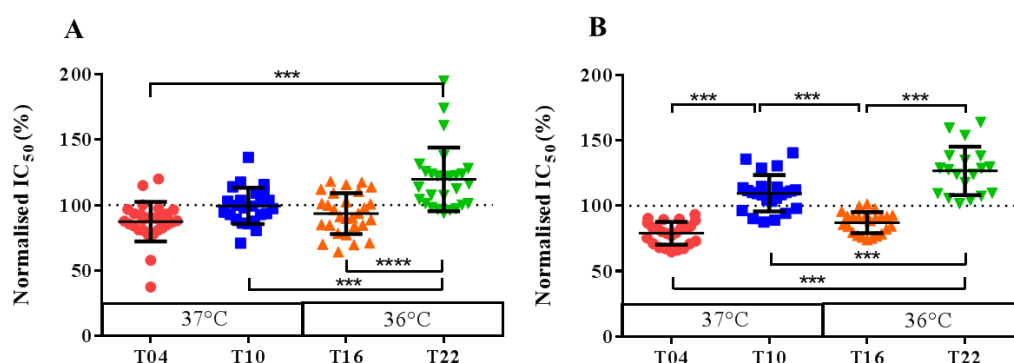 A
Normalised IC50 (%)
200
150
100
50
0
***
****
***
37°C
36°C
T04
T10
T16
T22
B
Normalised IC50 (%)
200
150
100
50
0
***
***
***
***
***
37°C
36°C
T04
T10
T16
T22